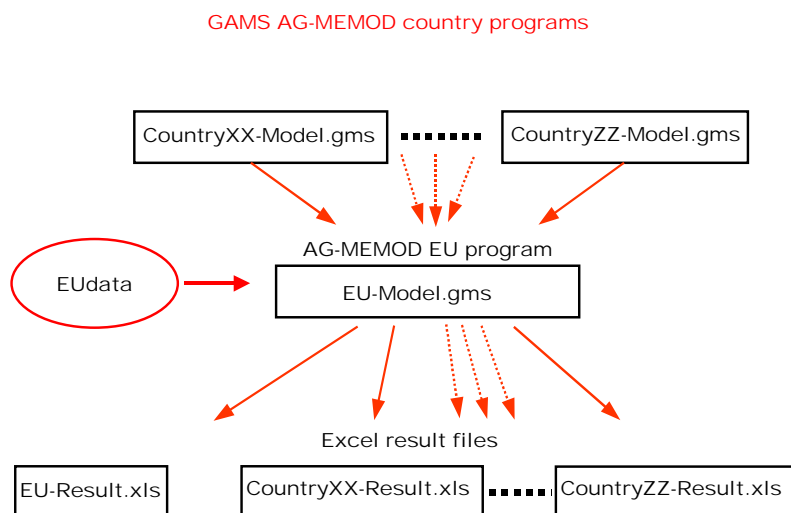 GAMS AG-MEMOD country programs
CountryXX-Model.gms
CountryZZ-Model.gms
AG-MEMOD EU program
EUdata
EU-Model.gms
Excel result files
EU-Result.xls
CountryXX-Result.xls
CountryZZ-Result.xls